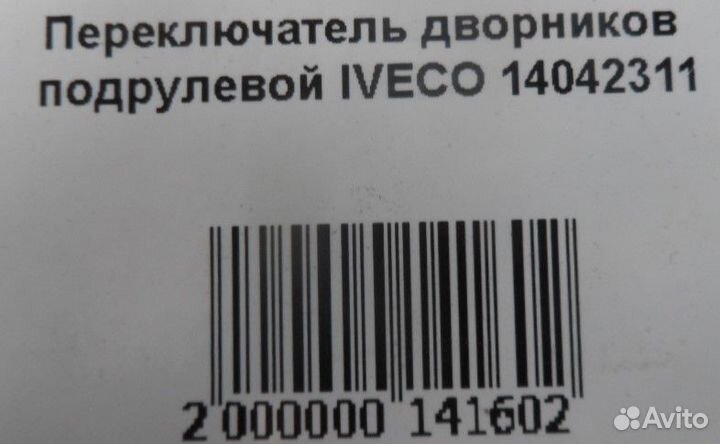 Переключатель дворников
подрулевой IVECO 14042311
2 000000 141602
Avito